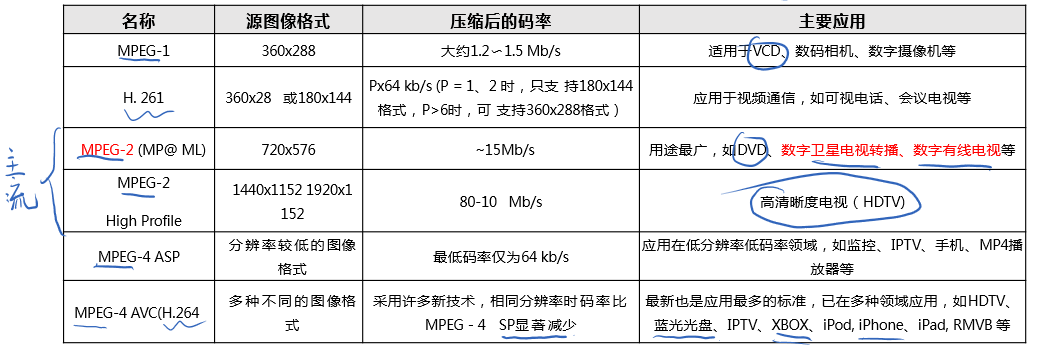 名称 源图像格式 压缩后的码率 主要应用
MPEG-1 360x288 大约1.2～1.5 Mb/s 适用于VCD、数码相机、数字摄像机等
H. 261 360x28 或180x144 Px64 kb/s (P = 1、2 时，只支 持180x144
格式，P>6时，可 支持360x288格式） 应用于视频通信，如可视电话、会议电视等
主流
MPEG-2 (MP@ ML) 720x576 ~15Mb/s 用途最广，如DVD、数字卫星电视转播、数字有线电视等
MPEG-2
High Profile 1440x1152 1920x1
152 80-10 Mb/s 高清晰度电视（HDTV)
MPEG-4 ASP 分辨率较低的图像
格式 最低码率仅为64 kb/s 应用在低分辨率低码率领域，如监控、IPTV、手机、MP4播
放器等
MPEG-4 AVC(H.264 多种不同的图像格
式 采用许多新技术，相同分辨率时码率比
MPEG - 4 SP显著减少 最新也是应用最多的标准，已在多种领域应用，如HDTV、
蓝光光盘、IPTV、XBOX、iPod, iPhone、iPad, RMVB 等